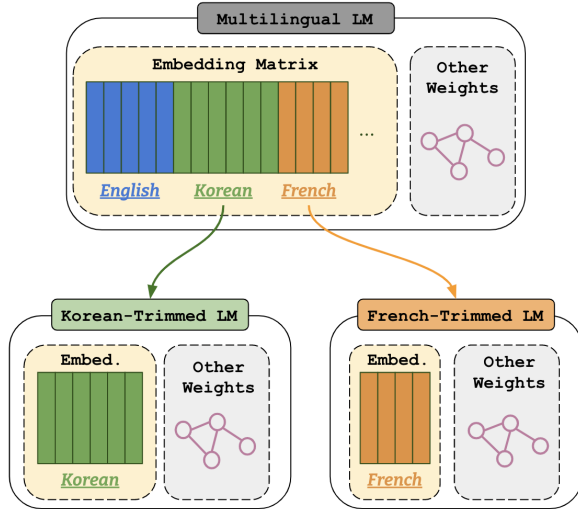 Multilingual LM
Embedding Matrix
Other
Weights
...
English Korean French
Korean-Trimmed LM
French-Trimmed LM
Embed.
Other
Weights
Korean
Embed.
Other
Weights
French